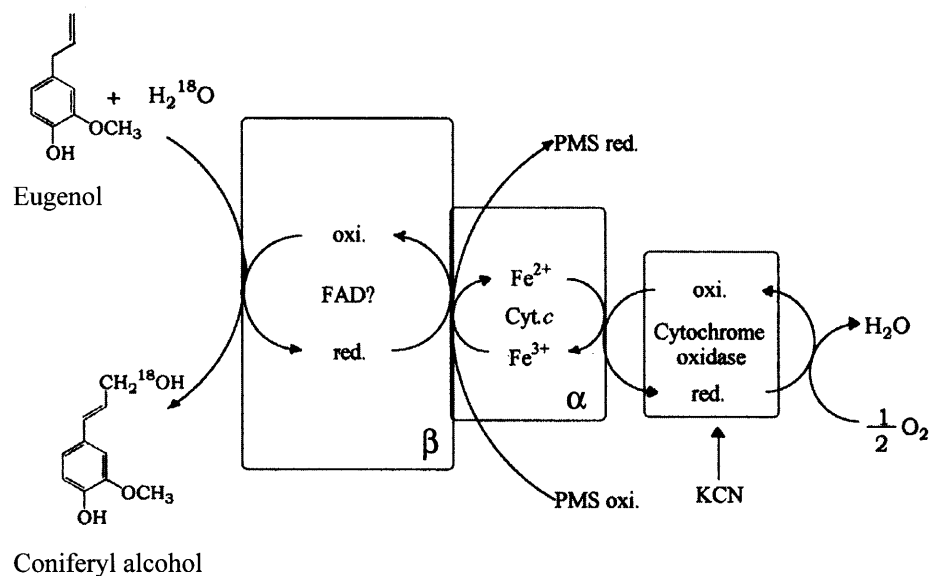 + H₂¹⁸O
OCH₃
OH
Eugenol
PMS red.
oxi.
FAD?
red.
β
Fe²⁺
Cyt.c
Fe³⁺
α
oxi.
Cytochrome
oxidase
red.
H₂O
1/2 O₂
KCN
PMS oxi.
CH₂¹⁸OH
OCH₃
OH
Coniferyl alcohol